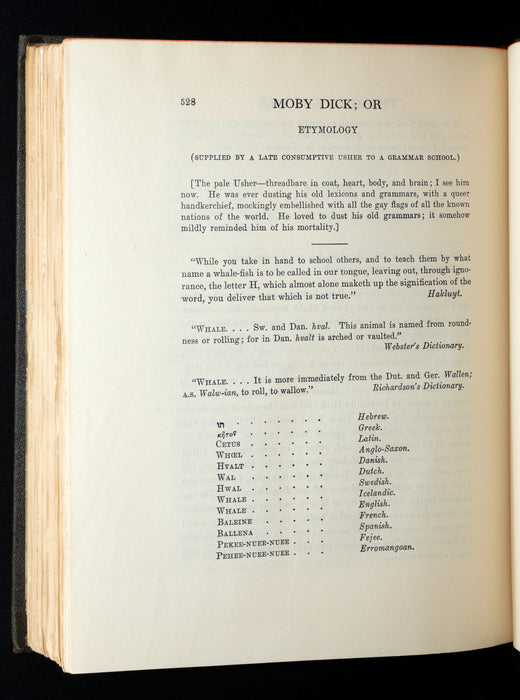 528 MOBY DICK; OR
ETYMOLOGY
(SUPPLIED BY A LATE CONSUMPTIVE USHER TO A GRAMMAR SCHOOL.)
[The pale Usher—threadbare in coat, heart, body, and brain; I see him
now. He was ever dusting his old lexicons and grammars, with a queer
handkerchief, mockingly embellished with all the gay flags of all the known
nations of the world. He loved to dust his old grammars; it somehow
mildly reminded him of his mortality.]
"While you take in hand to school others, and to teach them by what
name a whale-fish is to be called in our tongue, leaving out, through igno-
rance, the letter H, which almost alone maketh up the signification of the
word, you deliver that which is not true." Hakluyt.
"WHALE. . . . Sw. and Dan. hval. This animal is named from round-
ness or rolling; for in Dan. hvalt is arched or vaulted."
Webster's Dictionary.
"WHALE. . . . It is more immediately from the Dut. and Ger. Wallen;
A.S. Walw-ian, to roll, to wallow." Richardson's Dictionary.
חו . . . . . . . Hebrew.
κῆτος . . . . . . Greek.
CETUS . . . . . . Latin.
WHŒL . . . . . . Anglo-Saxon.
HVALT . . . . . . Danish.
WAL . . . . . . Dutch.
HWAL . . . . . . Swedish.
WHALE . . . . . . Icelandic.
WHALE . . . . . . English.
BALEINE . . . . . French.
BALLENA . . . . . Spanish.
PEKEE-NUEE-NUEE . . . Fejee.
PEHEE-NUEE-NUEE . . . Erromangoan.